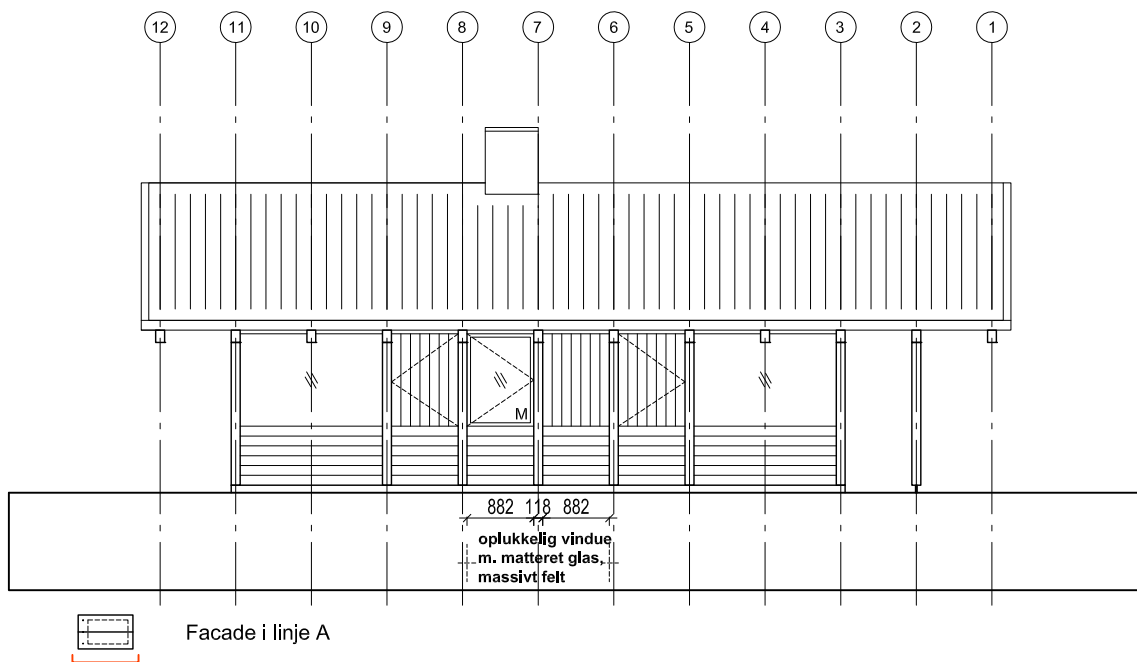 12 11 10 9 8 7 6 5 4 3 2 1
M
882 118 882
oplukkelig vindue
m. matteret glas,
massivt felt
Facade i linje A